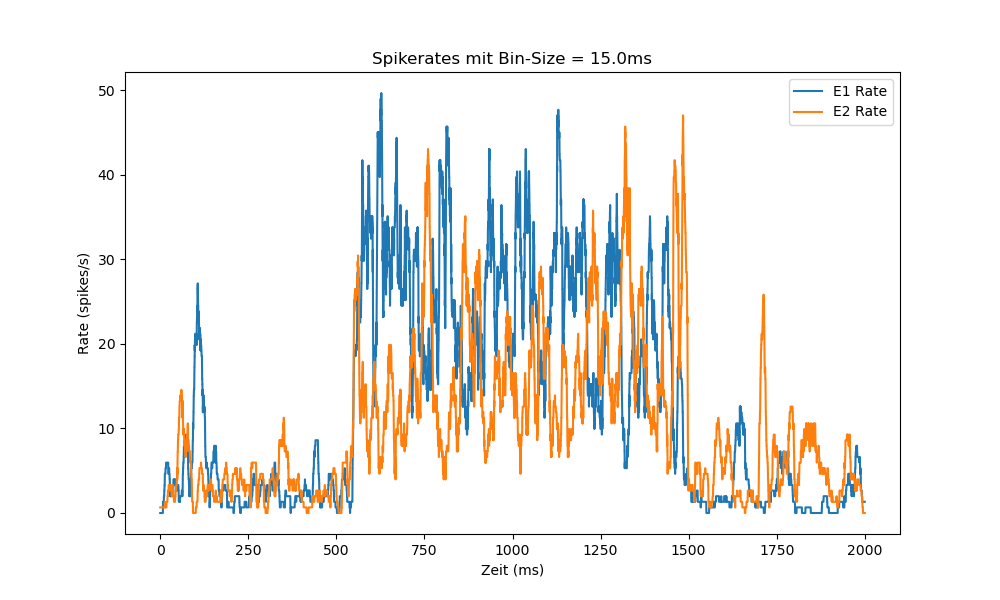 Spikerates mit Bin-Size = 15.0ms
E1 Rate
E2 Rate
Rate (spikes/s)
50
40
30
20
10
0
0 250 500 750 1000 1250 1500 1750 2000
Zeit (ms)